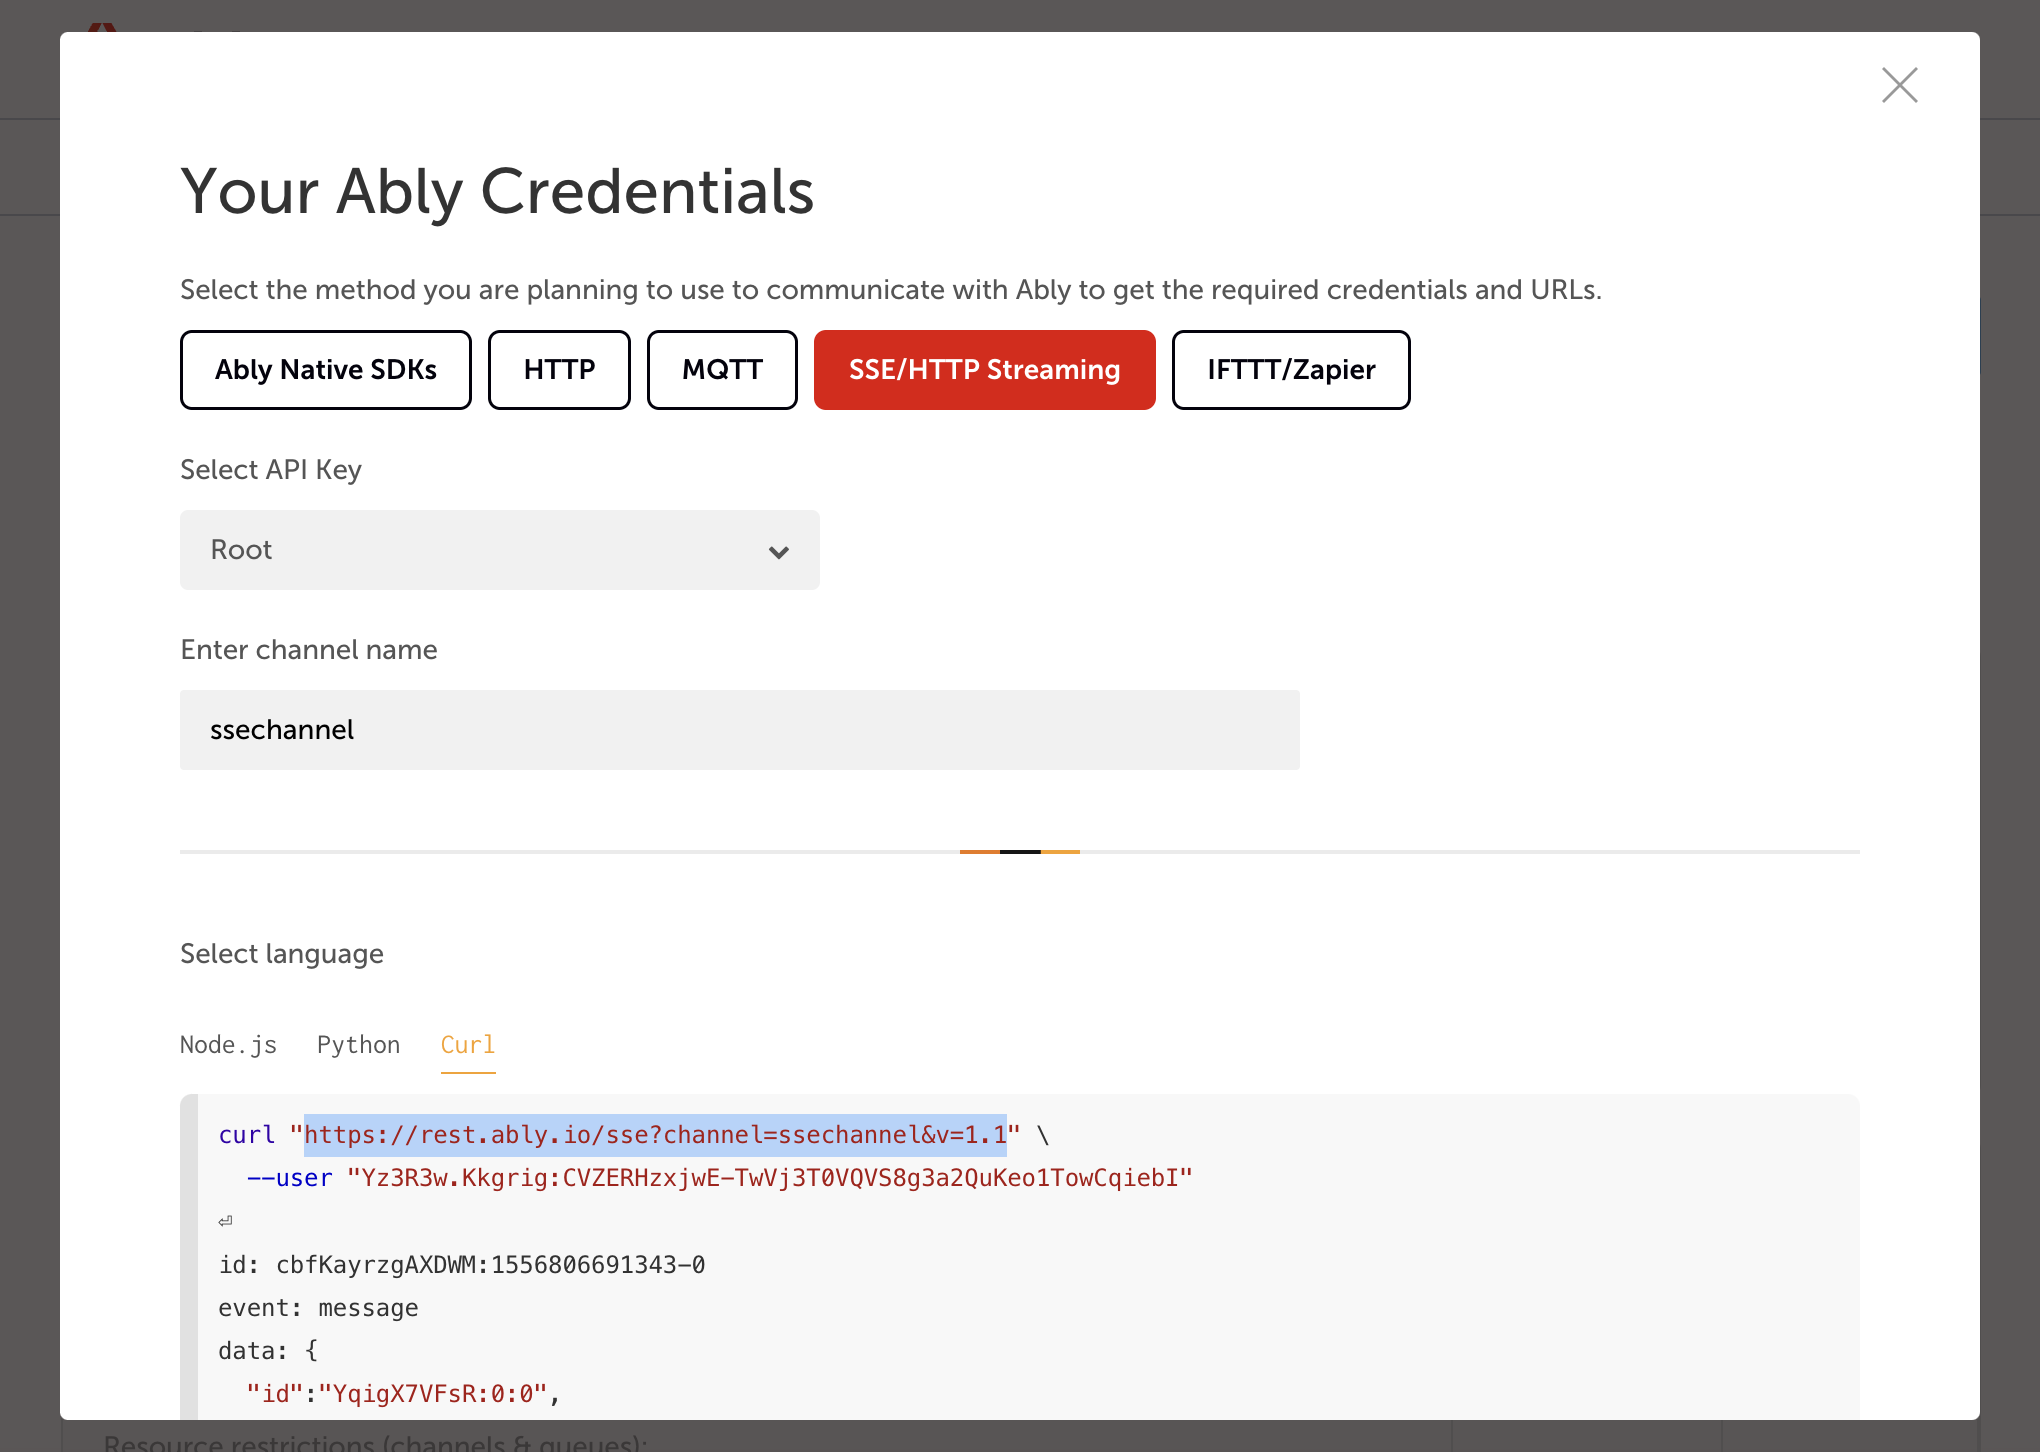 Your Ably Credentials
Select the method you are planning to use to communicate with Ably to get the required credentials and URLs.
Ably Native SDKs HTTP MQTT SSE/HTTP Streaming IFTTT/Zapier
Select API Key
Root
Enter channel name
ssechannel
Select language
Node.js Python Curl
curl "https://rest.ably.io/sse?channel=ssechannel&v=1.1" \
--user "Yz3R3w.Kkgrig:CVZERHzxjwE-TwVj3T0VQVS8g3a2QuKeo1TowCqiebI"
⏎
id: cbfKayrzgAXDWM:1556806691343-0
event: message
data: {
"id":"YqigX7VFsR:0:0",
Resource restrictions (channels & queues):